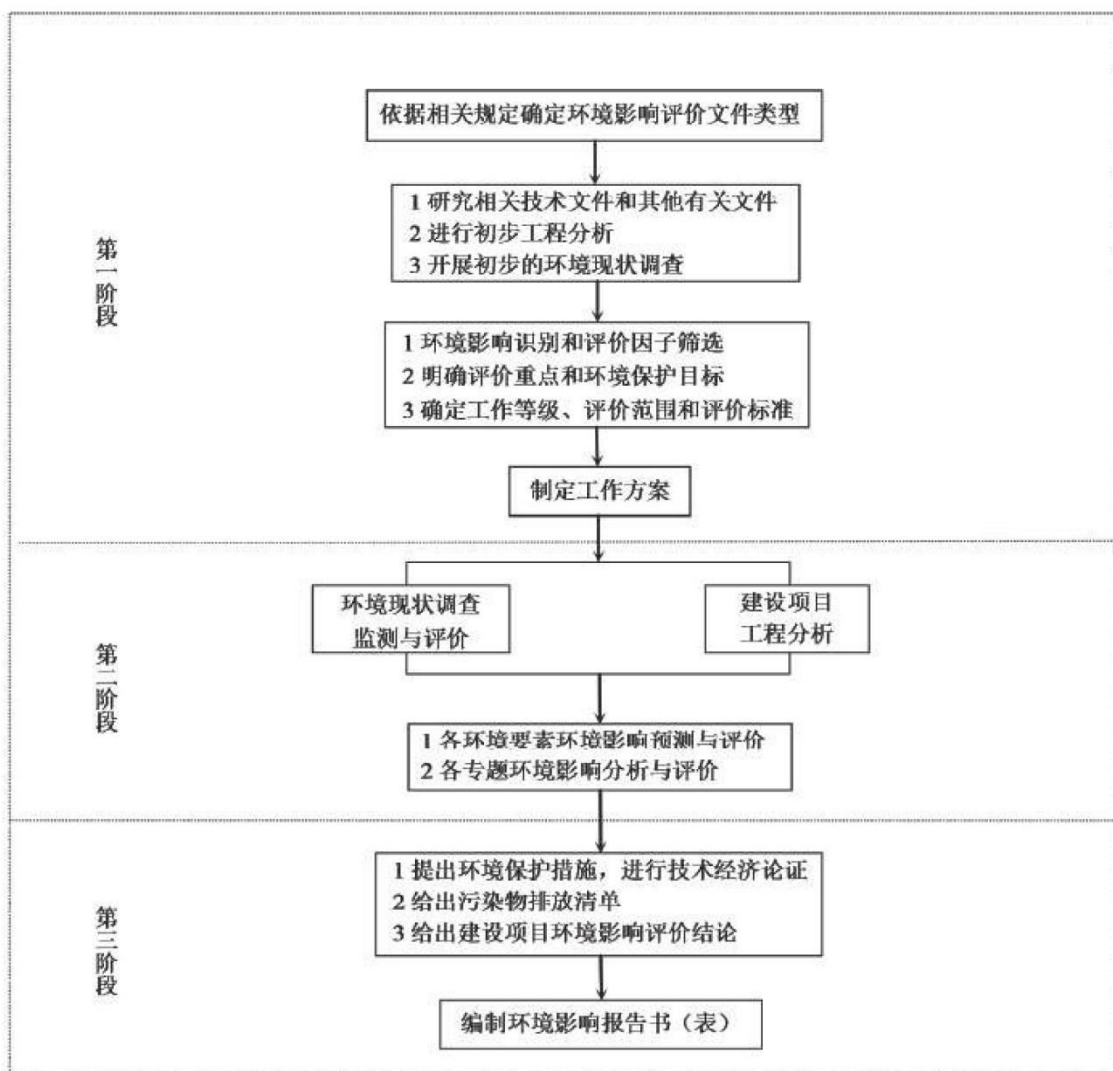 依据相关规定确定环境影响评价文件类型
1 研究相关技术文件和其他有关文件
2 进行初步工程分析
3 开展初步的环境现状调查
第一阶段
1 环境影响识别和评价因子筛选
2 明确评价重点和环境保护目标
3 确定工作等级、评价范围和评价标准
制定工作方案
环境现状调查
监测与评价
建设项目
工程分析
第二阶段
1 各环境要素环境影响预测与评价
2 各专题环境影响分析与评价
1 提出环境保护措施，进行技术经济论证
2 给出污染物排放清单
3 给出建设项目环境影响评价结论
第三阶段
编制环境影响报告书（表）